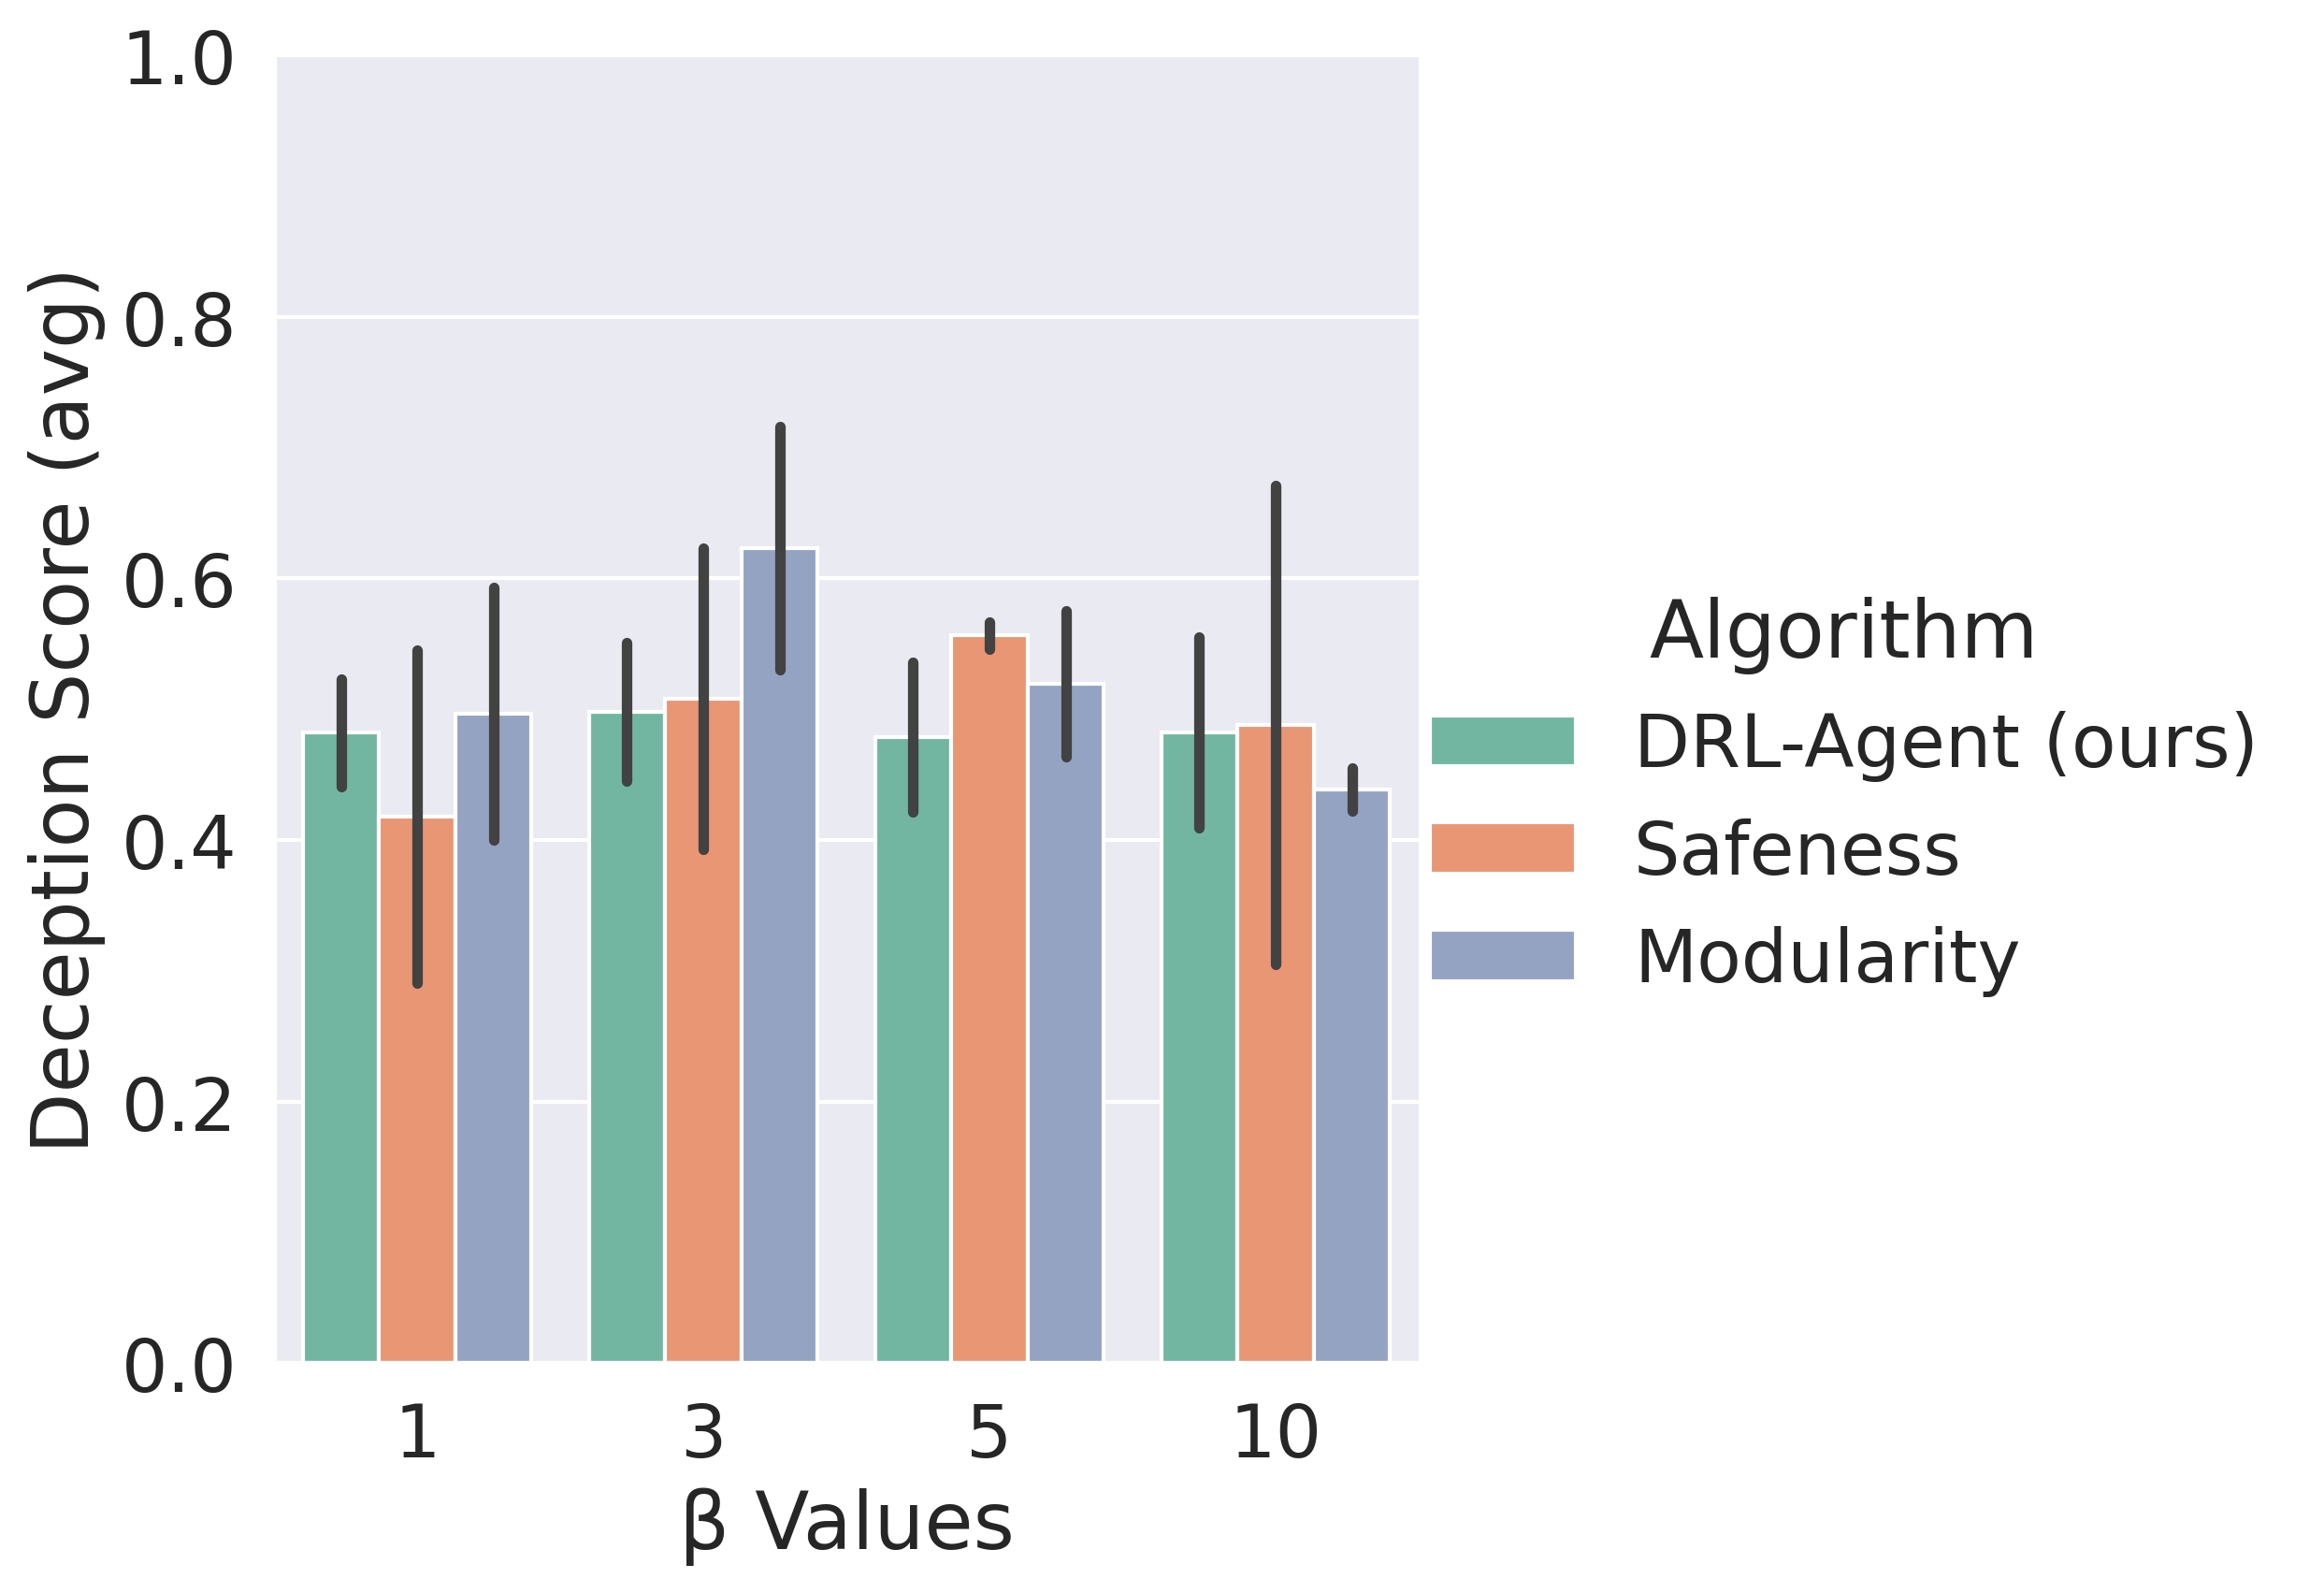 Deception Score (avg)
1.0
0.8
0.6
0.4
0.2
0.0
1 3 5 10
β Values
Algorithm
DRL-Agent (ours)
Safeness
Modularity